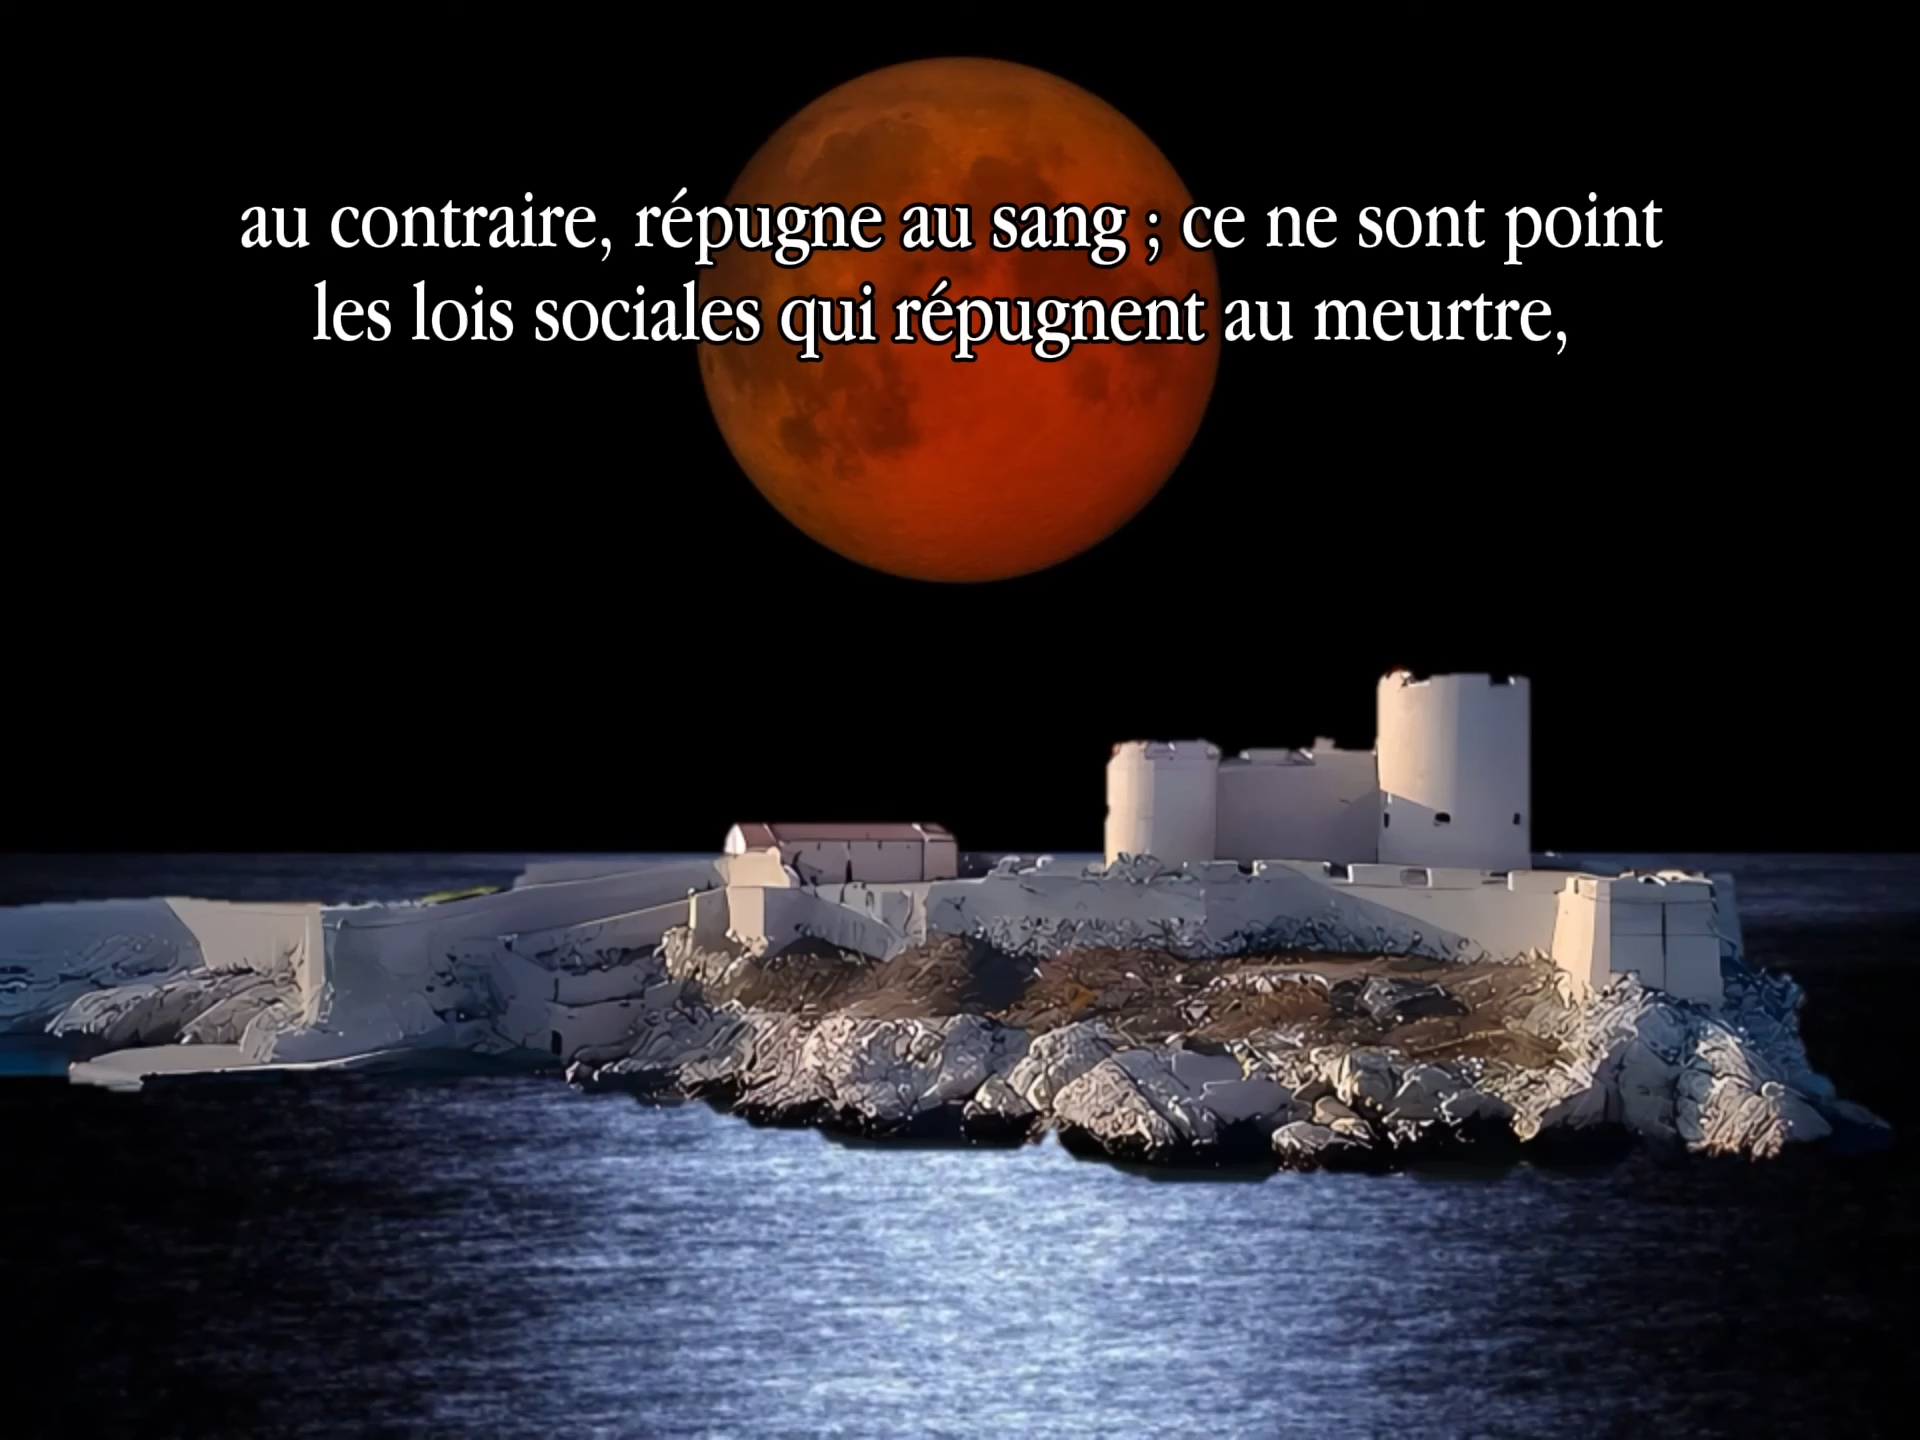 au contraire, répugne au sang ; ce ne sont point
les lois sociales qui répugnent au meurtre,